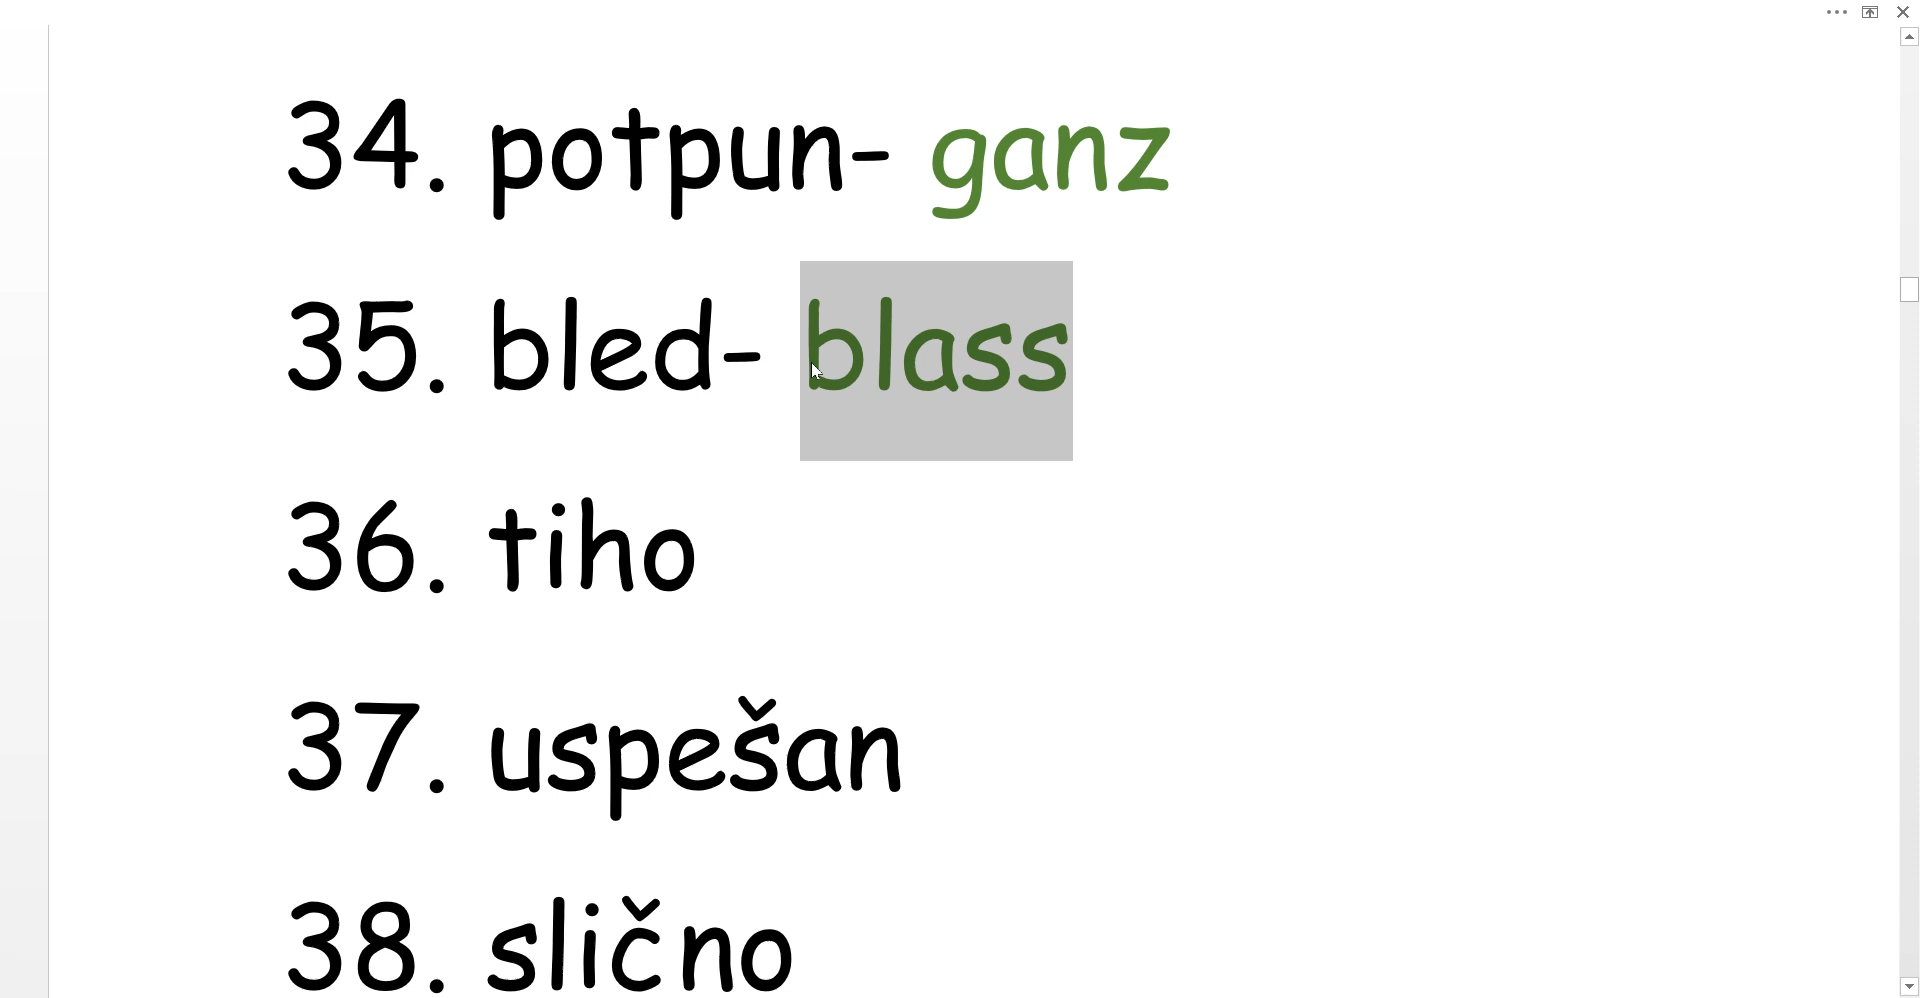 34. potpun- ganz
35. bled- blass
36. tiho
37. uspešan
38. slično